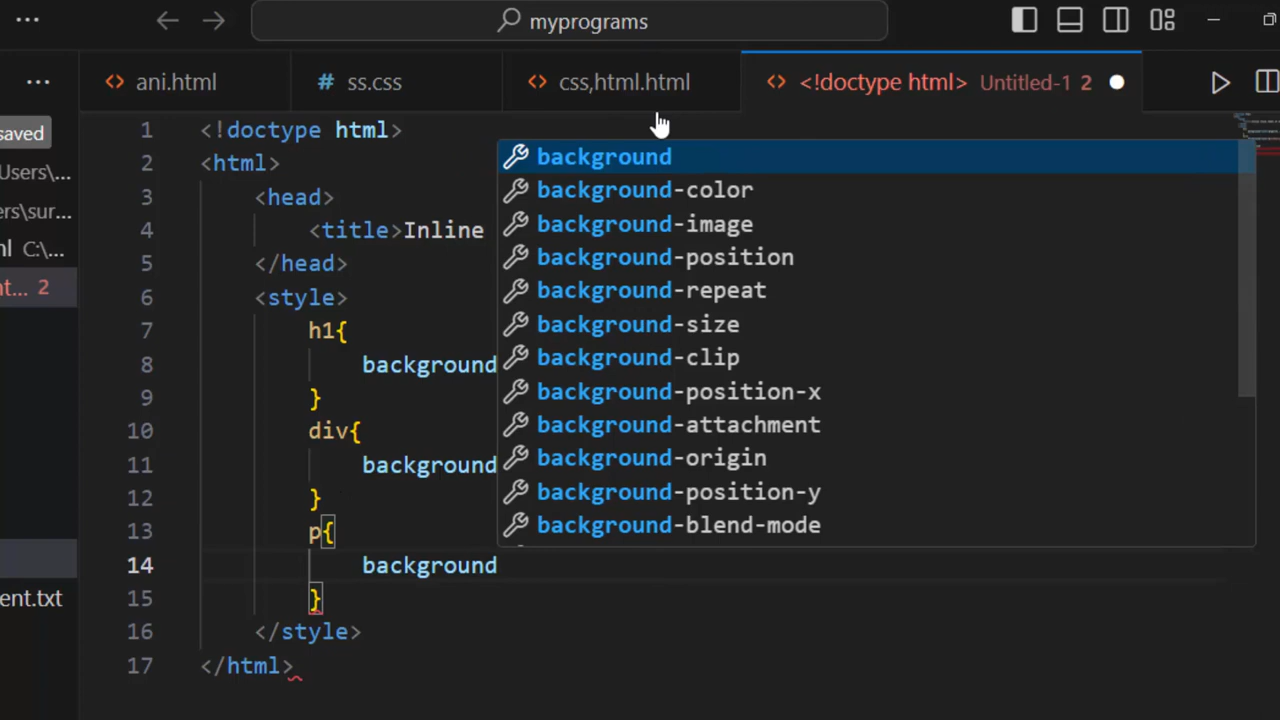 myprograms
ani.html
# ss.css
css,html.html
<!doctype html> Untitled-1 2
saved
Users\...
ers\sur...
ml C:\...
nt... 2
ent.txt
1 <!doctype html>
2 <html>
3 <head>
4 <title>Inline
5 </head>
6 <style>
7 h1{
8 background
9 }
10 div{
11 background
12 }
13 p{
14 background
15 }
16 </style>
17 </html>
background
background-color
background-image
background-position
background-repeat
background-size
background-clip
background-position-x
background-attachment
background-origin
background-position-y
background-blend-mode